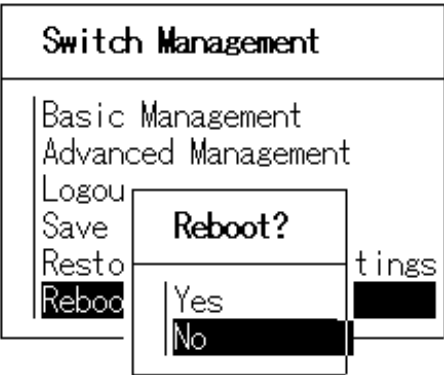 Switch Management
Basic Management
Advanced Management
Logou
Save
Resto tings
Reboo
Reboot?
Yes
No